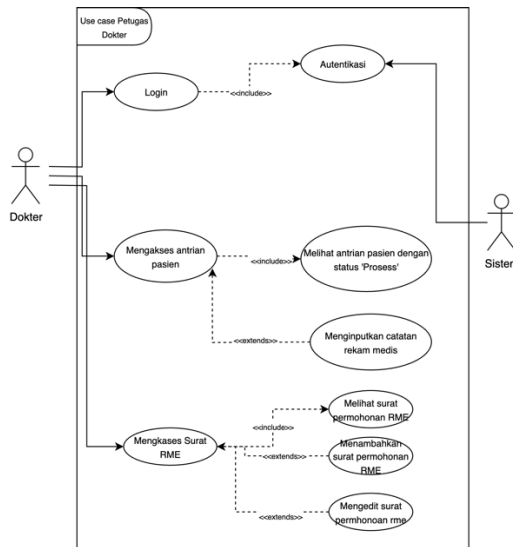 Use case Petugas
Dokter
Autentikasi
Login
<<include>>
Dokter
Mengakses antrian
pasien
<<include>>
Melihat antrian pasien dengan
status 'Prosess'
Sister
<<extends>>
Menginputkan catatan
rekam medis
Melihat surat
permohonan RME
<<include>>
Mengkases Surat
RME
Menambahkan
surat permohonan
RME
<<extends>>
Mengedit surat
permhonoan rme
<<extends>>